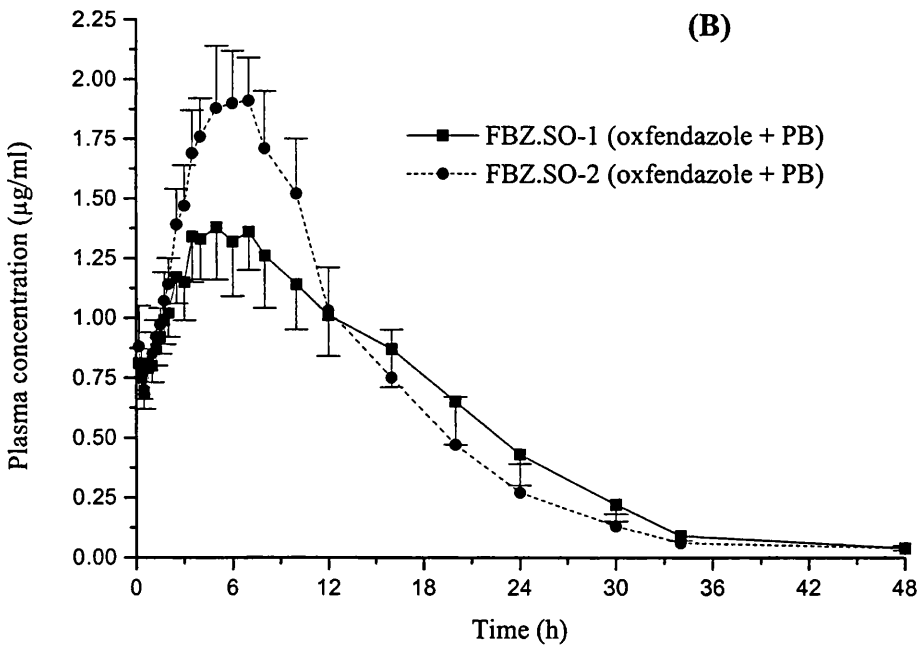 (B)
2.25
2.00
1.75
1.50
1.25
1.00
0.75
0.50
0.25
0.00
Plasma concentration (µg/ml)
FBZ.SO-1 (oxfendazole + PB)
FBZ.SO-2 (oxfendazole + PB)
0 6 12 18 24 30 36 42 48
Time (h)